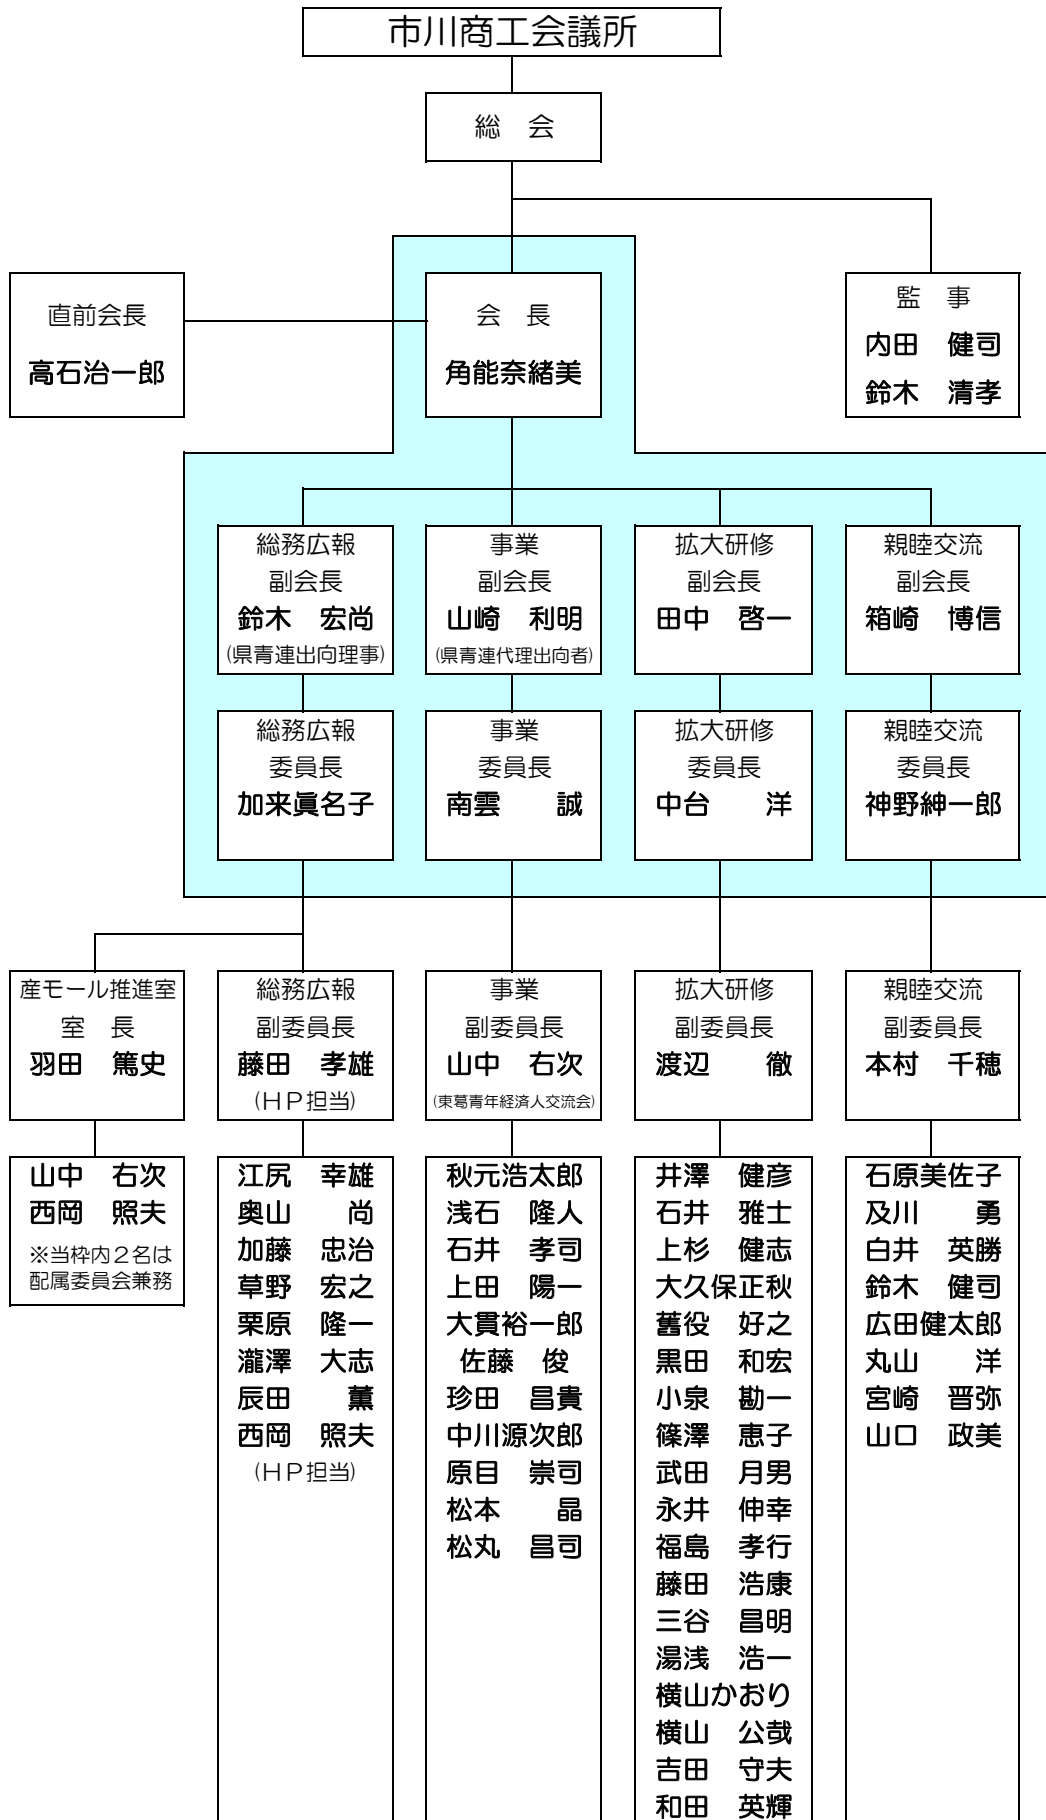 市川商工会議所
総　会
直前会長
高石治一郎
会　長
角能奈緒美
監　事
内田　健司
鈴木　清孝
総務広報
副会長
鈴木　宏尚
(県青連出向理事)
事業
副会長
山崎　利明
(県青連代理出向者)
拡大研修
副会長
田中　啓一
親睦交流
副会長
箱崎　博信
総務広報
委員長
加来眞名子
事業
委員長
南雲　　誠
拡大研修
委員長
中台　　洋
親睦交流
委員長
神野紳一郎
産モール推進室
室　長
羽田　篤史
総務広報
副委員長
藤田　孝雄
(ＨＰ担当)
事業
副委員長
山中　右次
(東葛青年経済人交流会)
拡大研修
副委員長
渡辺　　徹
親睦交流
副委員長
本村　千穂
山中　右次
西岡　照夫
※当枠内２名は
配属委員会兼務
江尻　幸雄
奥山　　尚
加藤　忠治
草野　宏之
栗原　隆一
瀧澤　大志
辰田　　薫
西岡　照夫
(ＨＰ担当)
秋元浩太郎
浅石　隆人
石井　孝司
上田　陽一
大貫裕一郎
佐藤　俊
珍田　昌貴
中川源次郎
原目　崇司
松本　　晶
松丸　昌司
井澤　健彦
石井　雅士
上杉　健志
大久保正秋
舊役　好之
黒田　和宏
小泉　勘一
篠澤　恵子
武田　月男
永井　伸幸
福島　孝行
藤田　浩康
三谷　昌明
湯浅　浩一
横山かおり
横山　公哉
吉田　守夫
和田　英輝
石原美佐子
及川　　勇
白井　英勝
鈴木　健司
広田健太郎
丸山　　洋
宮崎　晋弥
山口　政美